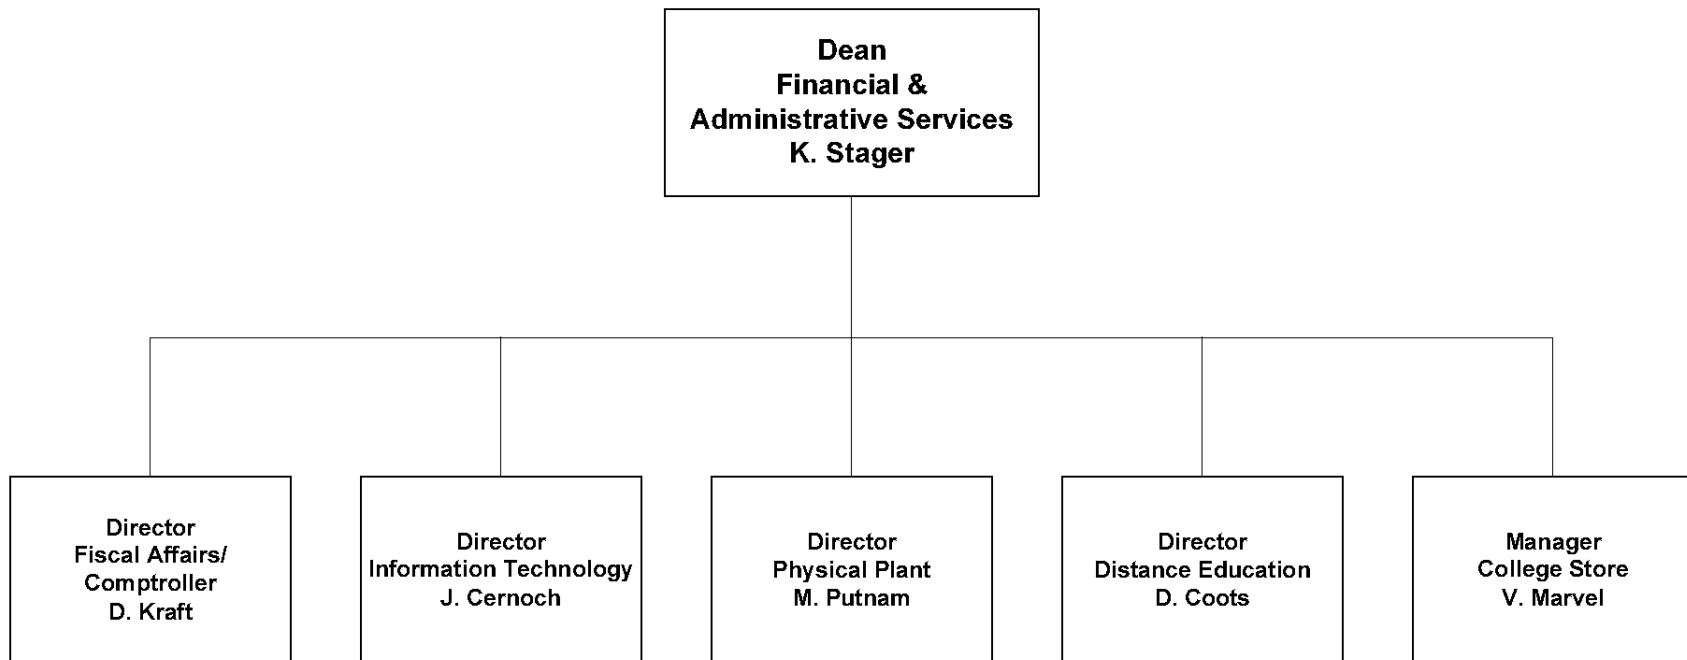 Dean
Financial &
Administrative Services
K. Stager
Director
Fiscal Affairs/
Comptroller
D. Kraft
Director
Information Technology
J. Cernoch
Director
Physical Plant
M. Putnam
Director
Distance Education
D. Coots
Manager
College Store
V. Marvel